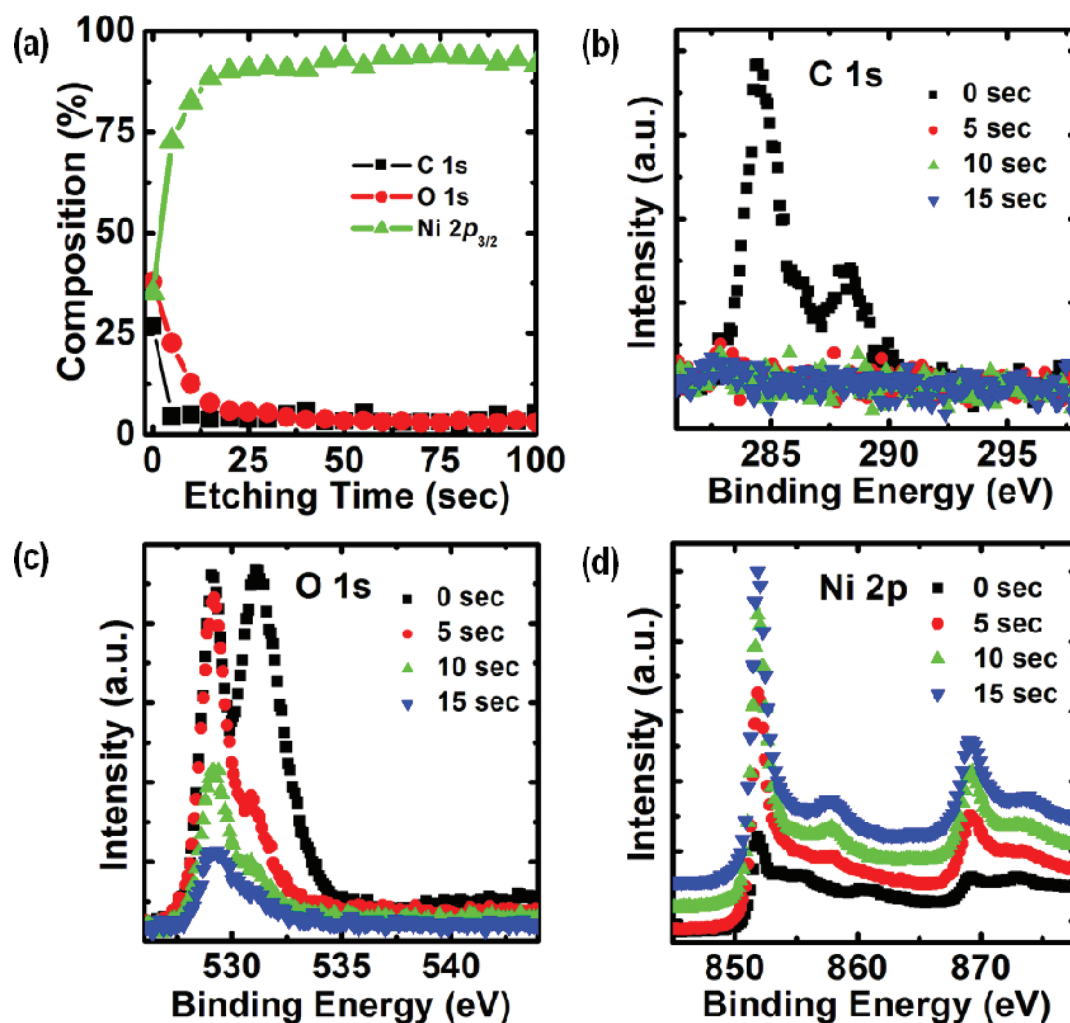 (a)
100
75
50
25
0
Composition (%)
C 1s
O 1s
Ni 2p3/2
0 25 50 75 100
Etching Time (sec)
(b)
C 1s
0 sec
5 sec
10 sec
15 sec
Intensity (a.u.)
285 290 295
Binding Energy (eV)
(c)
O 1s
0 sec
5 sec
10 sec
15 sec
Intensity (a.u.)
530 535 540
Binding Energy (eV)
(d)
Ni 2p
0 sec
5 sec
10 sec
15 sec
Intensity (a.u.)
850 860 870
Binding Energy (eV)